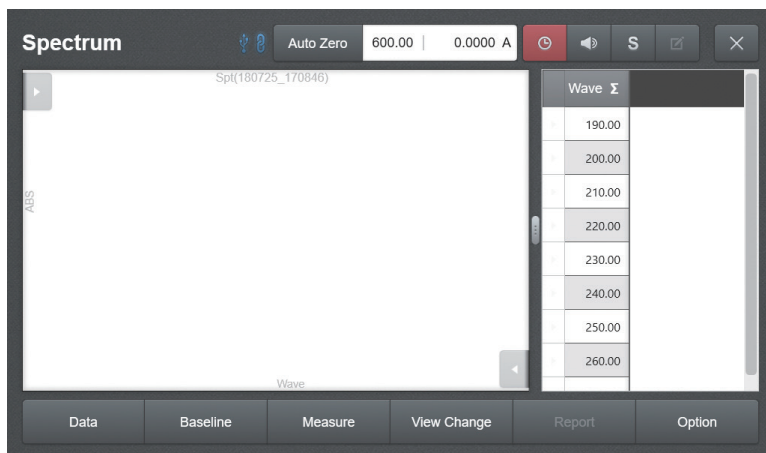 Spectrum
Auto Zero
600.00 | 0.0000 A
S
Spt(180725_170846)
ABS
Wave
Wave Σ
190.00
200.00
210.00
220.00
230.00
240.00
250.00
260.00
Data Baseline Measure View Change Report Option